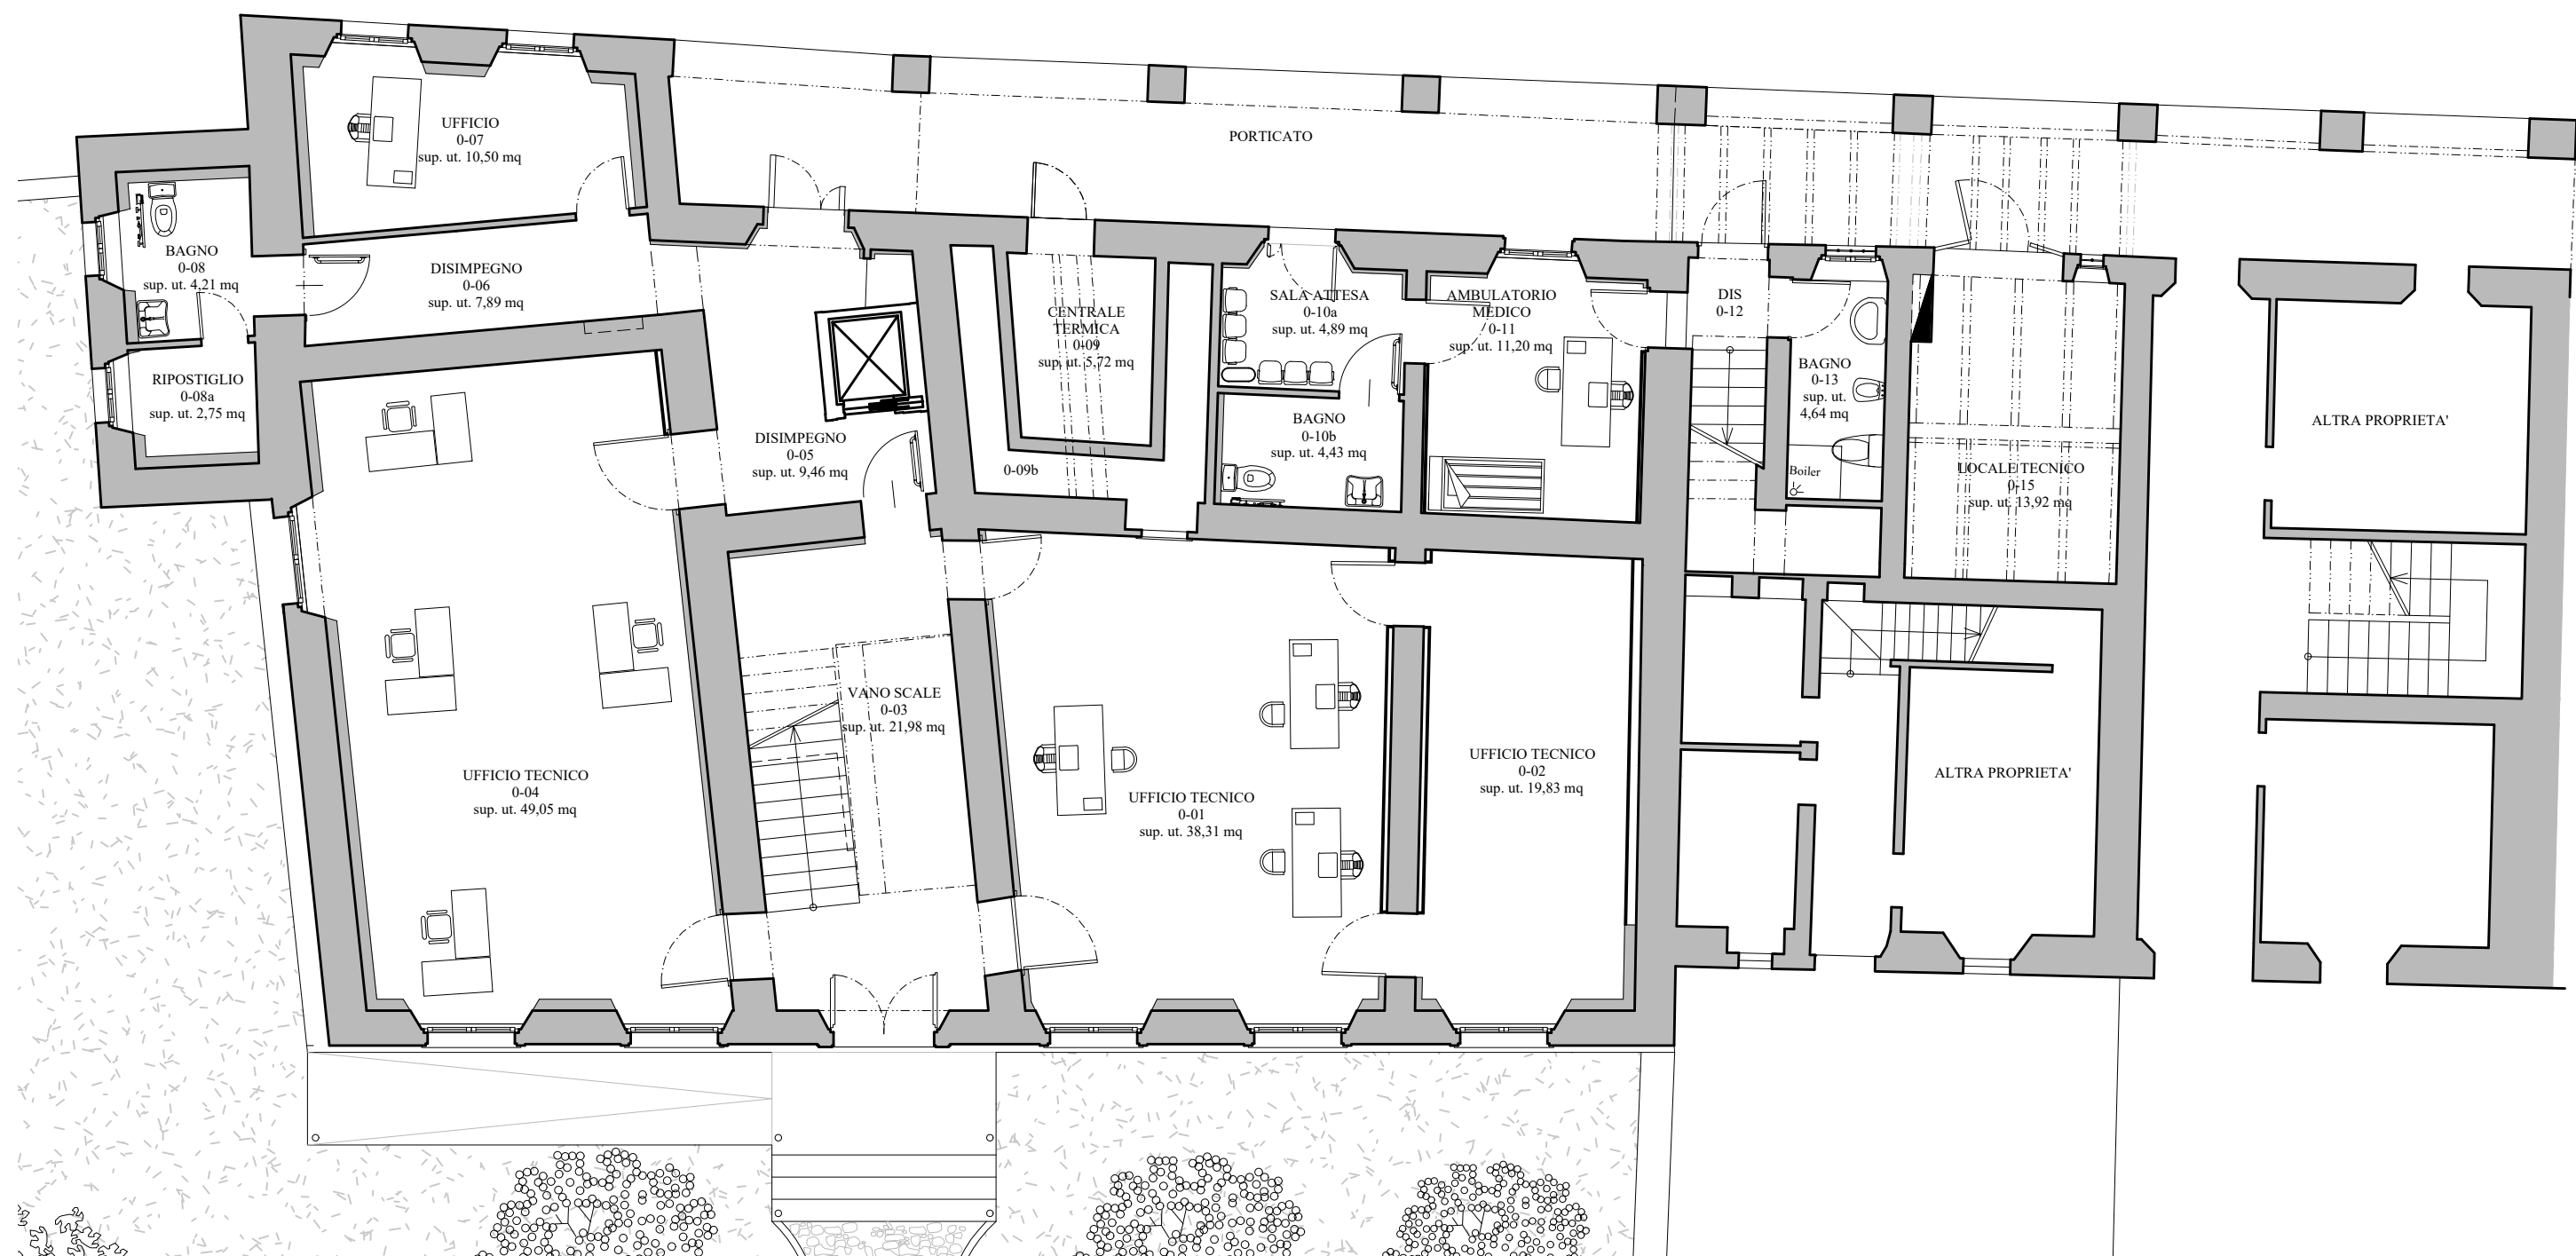 UFFICIO
0-07
sup. ut. 10,50 mq
PORTICATO
BAGNO
0-08
sup. ut. 4,21 mq
DISIMPEGNO
0-06
sup. ut. 7,89 mq
CENTRALE
TERMICA
0-09
sup. ut. 5,72 mq
SALA ATTESA
0-10a
sup. ut. 4,89 mq
AMBULATORIO
MEDICO
0-11
sup. ut. 11,20 mq
DIS
0-12
BAGNO
0-13
sup. ut.
4,64 mq
RIPOSTIGLIO
0-08a
sup. ut. 2,75 mq
DISIMPEGNO
0-05
sup. ut. 9,46 mq
0-09b
BAGNO
0-10b
sup. ut. 4,43 mq
Boiler
LOCALE TECNICO
0-15
sup. ut. 13,92 mq
ALTRA PROPRIETA'
VANO SCALE
0-03
sup. ut. 21,98 mq
UFFICIO TECNICO
0-04
sup. ut. 49,05 mq
UFFICIO TECNICO
0-01
sup. ut. 38,31 mq
UFFICIO TECNICO
0-02
sup. ut. 19,83 mq
ALTRA PROPRIETA'